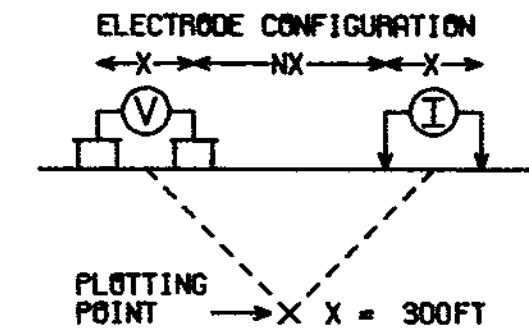 ELECTRODE CONFIGURATION
X NX X
V I
PLOTTING
POINT X X = 300FT